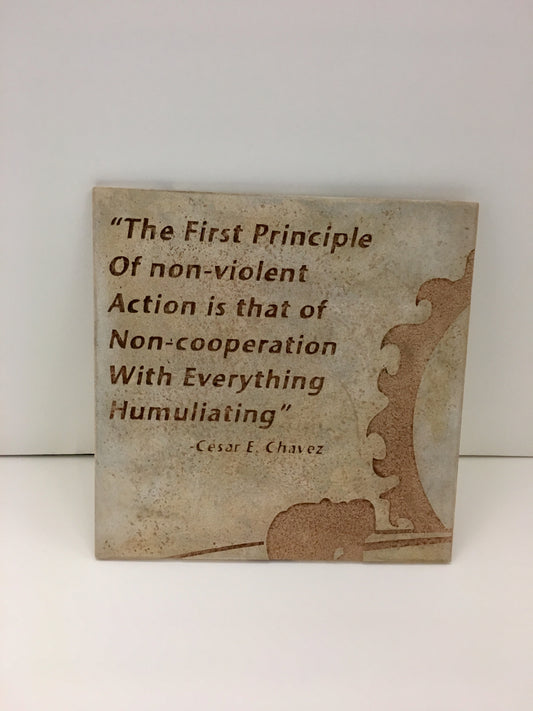 “The First Principle
Of non-violent
Action is that of
Non-cooperation
With Everything
Humuliating”
-Cesar E. Chavez